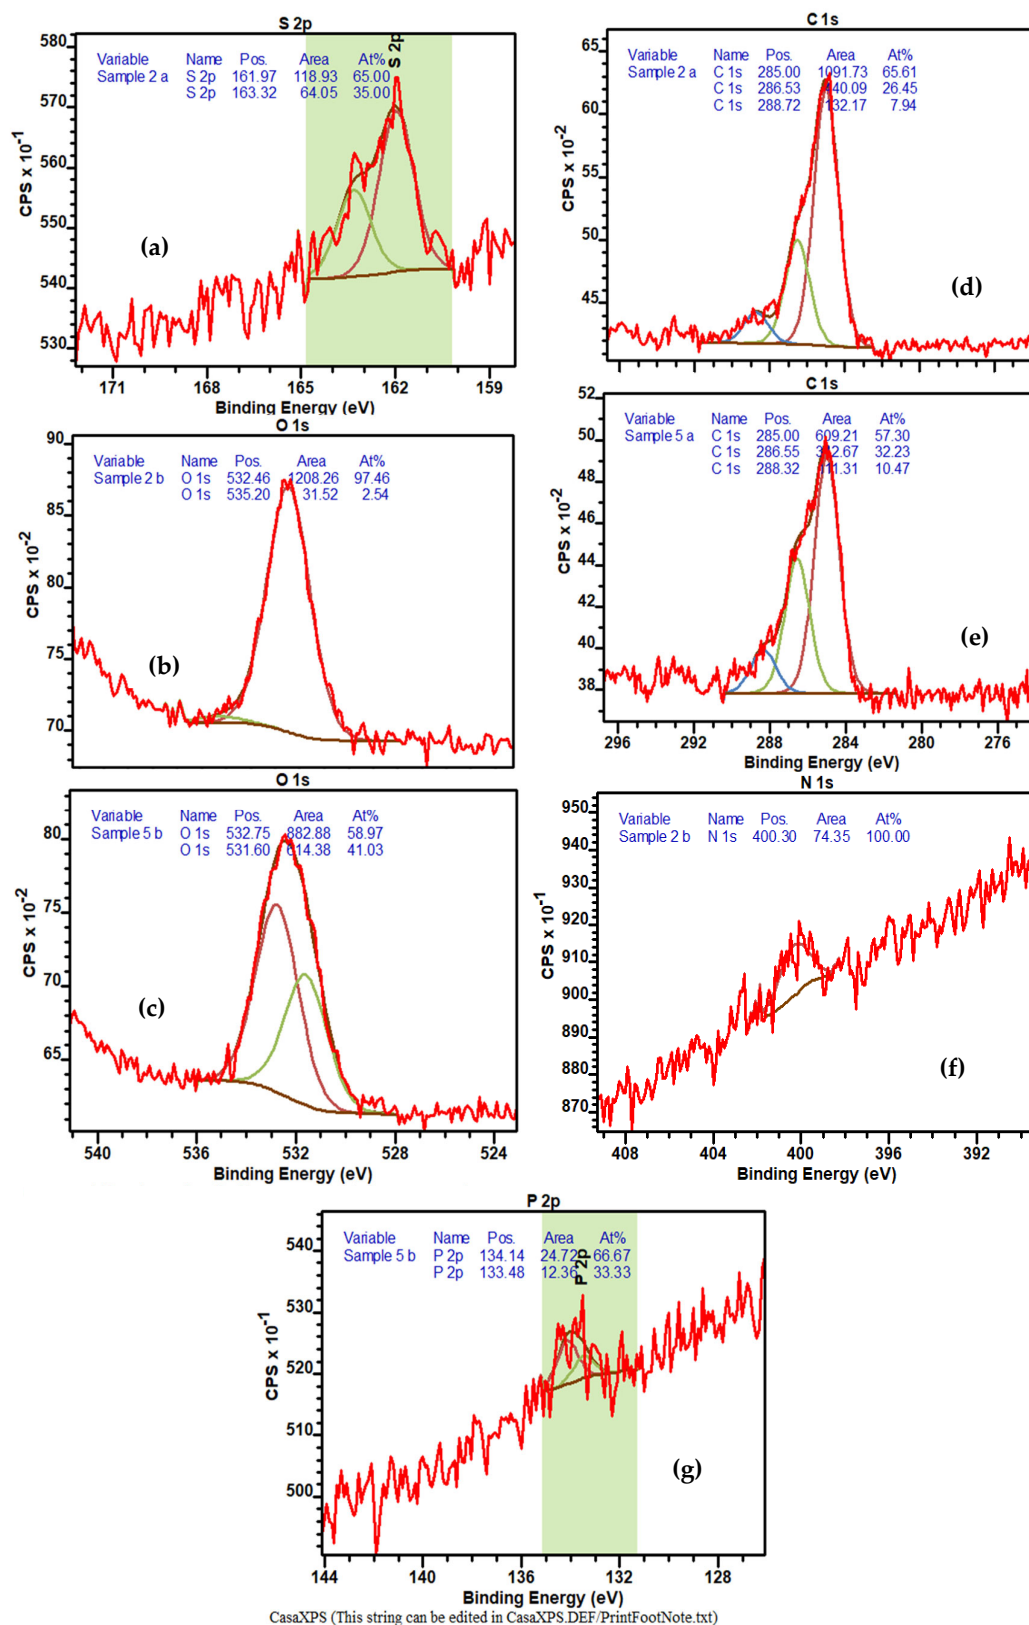 S 2p
580
570
560
550
540
530
CPS x 10-1
Variable Name Pos. Area At%
Sample 2 a S 2p 161.97 118.93 65.00
S 2p 163.32 64.05 35.00
S 2p
(a)
171 168 165 162 159
Binding Energy (eV)
C 1s
65
60
55
50
45
CPS x 10-2
Variable Name Pos. Area At%
Sample 2 a C 1s 285.00 1091.73 65.61
C 1s 286.53 440.09 26.45
C 1s 288.72 132.17 7.94
(d)
O 1s
90
85
80
75
70
CPS x 10-2
Variable Name Pos. Area At%
Sample 2 b O 1s 532.46 1208.26 97.46
O 1s 535.20 31.52 2.54
(b)
C 1s
52
50
48
46
44
42
40
38
CPS x 10-2
Variable Name Pos. Area At%
Sample 5 a C 1s 285.00 609.21 57.30
C 1s 286.55 342.67 32.23
C 1s 288.32 111.31 10.47
(e)
296 292 288 284 280 276
Binding Energy (eV)
O 1s
80
75
70
65
CPS x 10-2
Variable Name Pos. Area At%
Sample 5 b O 1s 532.75 882.88 58.97
O 1s 531.60 614.38 41.03
(c)
540 536 532 528 524
Binding Energy (eV)
N 1s
950
940
930
920
910
900
890
880
870
CPS x 10-1
Variable Name Pos. Area At%
Sample 2 b N 1s 400.30 74.35 100.00
(f)
408 404 400 396 392
Binding Energy (eV)
P 2p
540
530
520
510
500
CPS x 10-1
Variable Name Pos. Area At%
Sample 5 b P 2p 134.14 24.72 66.67
P 2p 133.48 12.36 33.33
P 2p
(g)
144 140 136 132 128
Binding Energy (eV)
CasaXPS (This string can be edited in CasaXPS.DEF/PrintFootNote.txt)